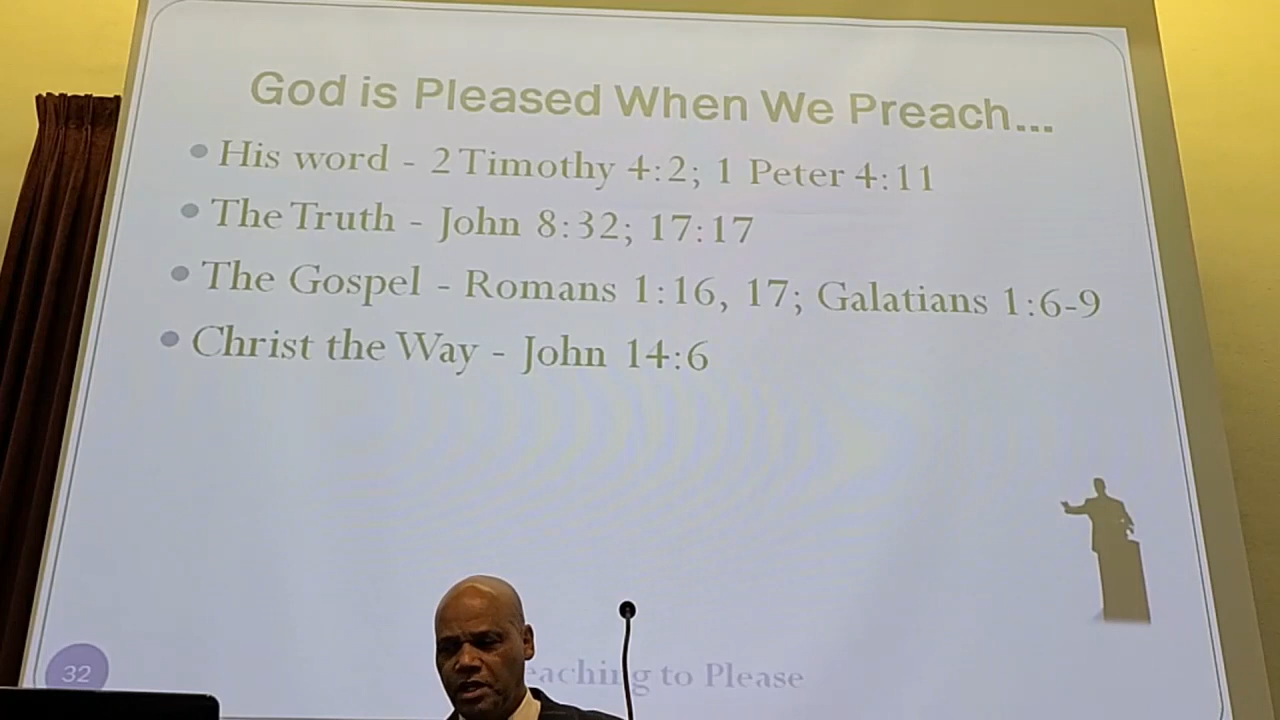 God is Pleased When We Preach...
• His word - 2 Timothy 4:2; 1 Peter 4:11
• The Truth - John 8:32; 17:17
• The Gospel - Romans 1:16, 17; Galatians 1:6-9
• Christ the Way - John 14:6
32
eaching to Please